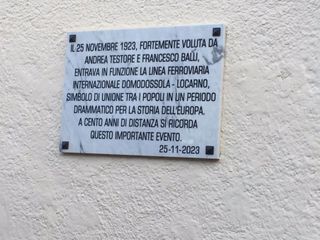 IL 25 NOVEMBRE 1923, FORTEMENTE VOLUTA DA
ANDREA TESTORE E FRANCESCO BALLI,
ENTRAVA IN FUNZIONE LA LINEA FERROVIARIA
INTERNAZIONALE DOMODOSSOLA - LOCARNO,
SIMBOLO DI UNIONE TRA I POPOLI IN UN PERIODO
DRAMMATICO PER LA STORIA DELL'EUROPA.
A CENTO ANNI DI DISTANZA SI RICORDA
QUESTO IMPORTANTE EVENTO.
25-11-2023